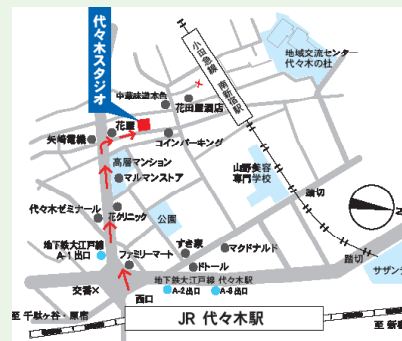 代々木スタジオ
小田急線 南新宿駅
地域交流センター
代々木の杜
中華味道本色
花田屋酒店
花屋
矢崎電機
コインパーキング
高層マンション
マルマンストア
山野美容
専門学校
踏切
代々木ゼミナール
花クリニック
公園
N
地下鉄大江戸線
A-1 出口
ファミリーマート
すき家
マクドナルド
ドトール
踏切
サザンテ
地下鉄大江戸線 代々木駅
交番×
西口
A-2 出口
出口
JR 代々木駅
至 千駄ヶ谷・原宿
至 新宿